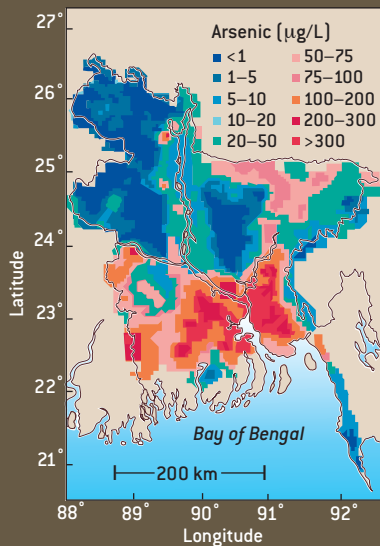 Arsenic (µg/L)
<1
1–5
5–10
10–20
20–50
50–75
75–100
100–200
200–300
>300
27°
26°
25°
24°
23°
22°
21°
Latitude
Bay of Bengal
200 km
88° 89° 90° 91° 92°
Longitude